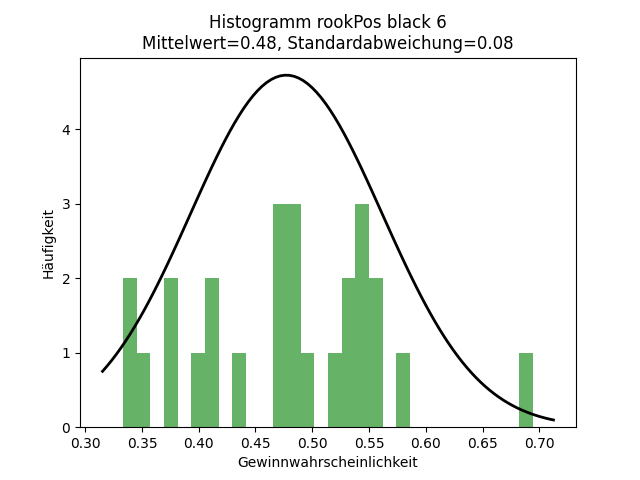 Histogramm rookPos black 6
Mittelwert=0.48, Standardabweichung=0.08
Häufigkeit
4
3
2
1
0
0.30 0.35 0.40 0.45 0.50 0.55 0.60 0.65 0.70
Gewinnwahrscheinlichkeit